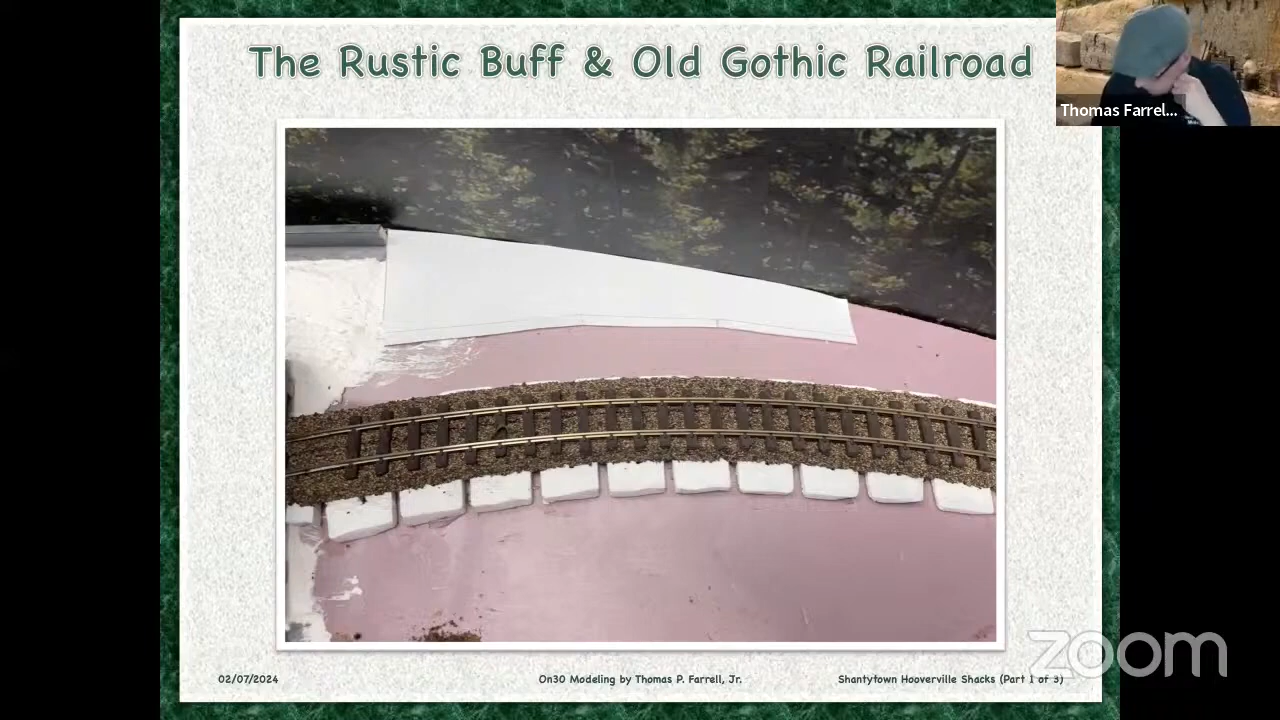 The Rustic Buff & Old Gothic Railroad
Thomas Farrel...
zoom
02/07/2024
On30 Modeling by Thomas P. Farrell, Jr.
Shantytown Hooverville Shacks (Part 1 of 3)